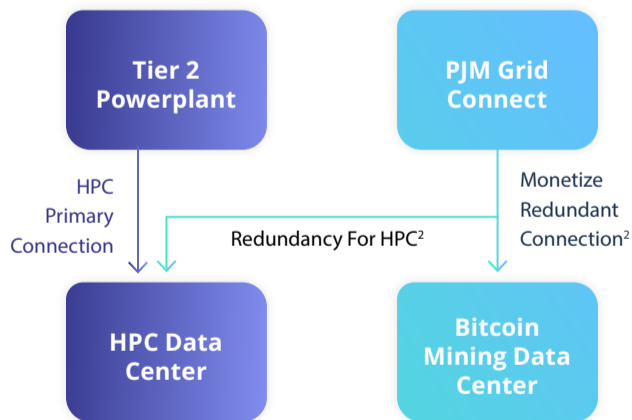 Tier 2
Powerplant
PJM Grid
Connect
HPC
Primary
Connection
Monetize
Redundant
Connection²
Redundancy For HPC²
HPC Data
Center
Bitcoin
Mining Data
Center